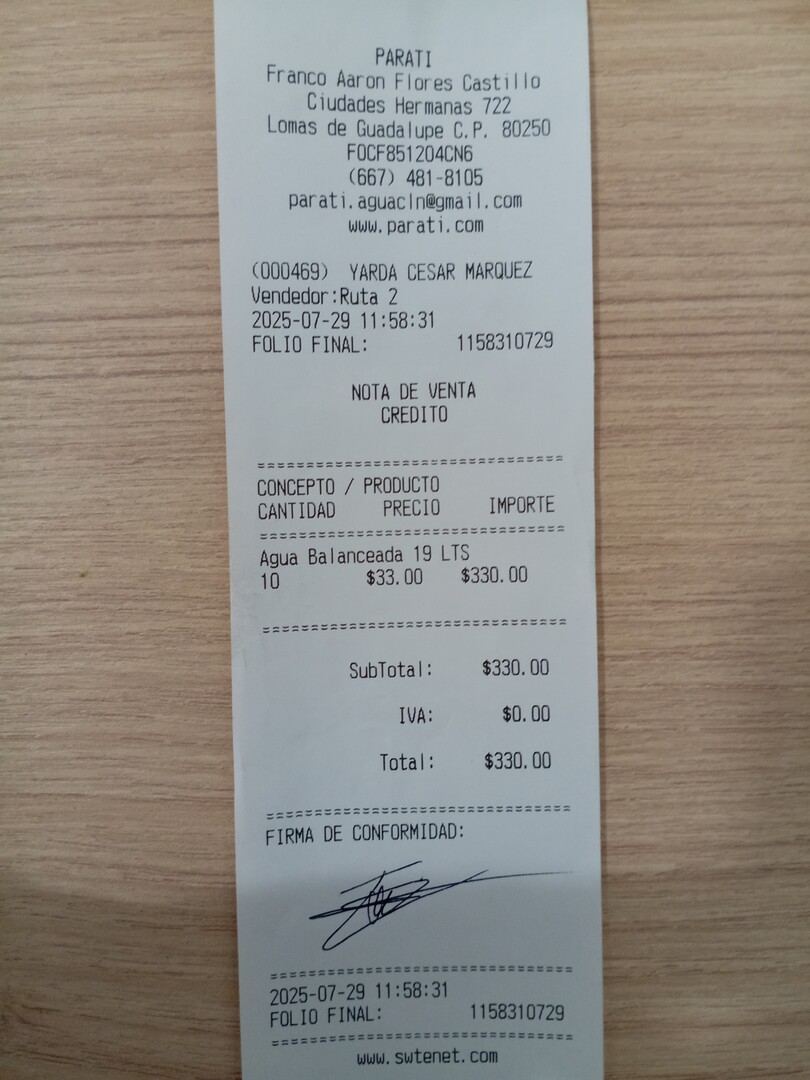 PARATI
Franco Aaron Flores Castillo
Ciudades Hermanas 722
Lomas de Guadalupe C.P. 80250
FOCF851204CN6
(667) 481-8105
parati.aguacln@gmail.com
www.parati.com
(000469) YARDA CESAR MARQUEZ
Vendedor:Ruta 2
2025-07-29 11:58:31
FOLIO FINAL: 1158310729
NOTA DE VENTA
CREDITO
===============================
CONCEPTO / PRODUCTO
CANTIDAD PRECIO IMPORTE
===============================
Agua Balanceada 19 LTS
10 $33.00 $330.00
===============================
SubTotal: $330.00
IVA: $0.00
Total: $330.00
===============================
FIRMA DE CONFORMIDAD:
===============================
2025-07-29 11:58:31
FOLIO FINAL: 1158310729
===============================
www.swtenet.com